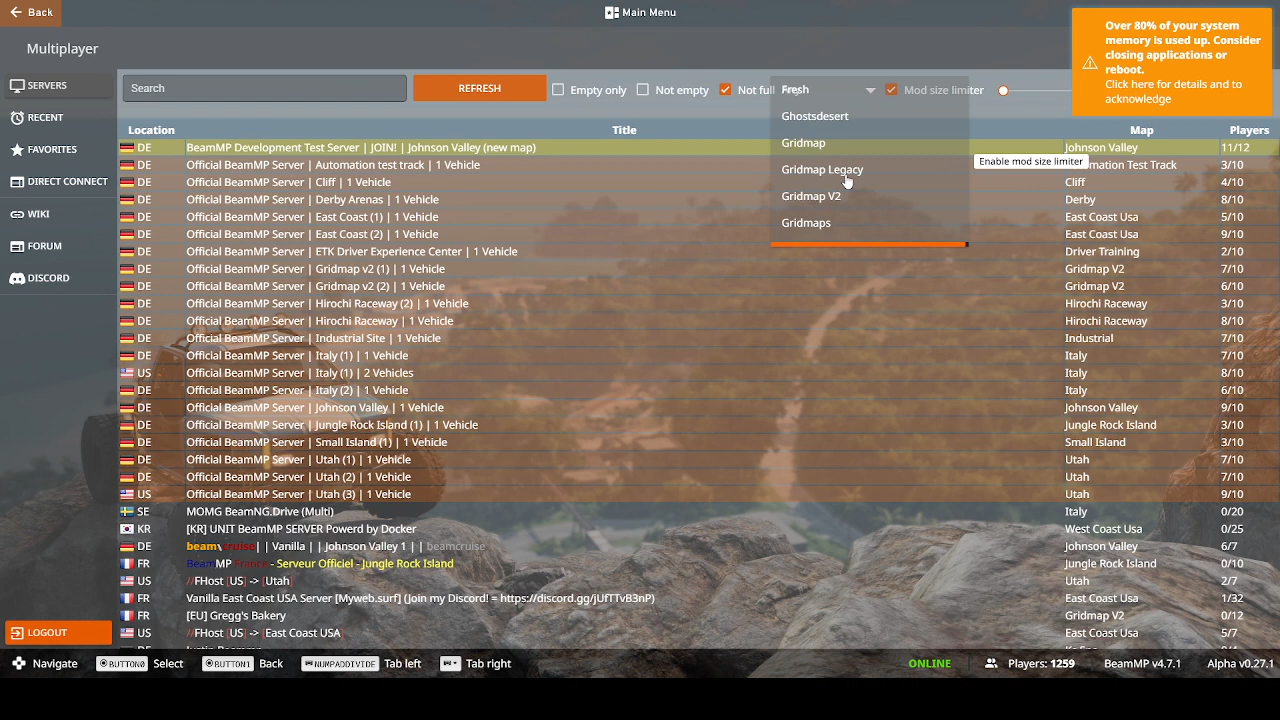 Back
Main Menu
Over 80% of your system
memory is used up. Consider
closing applications or
reboot.
Click here for details and to
acknowledge
Multiplayer
SERVERS
RECENT
FAVORITES
DIRECT CONNECT
WIKI
FORUM
DISCORD
LOGOUT
Search
REFRESH
Empty only
Not empty
Not full
Fresh
Mod size limiter
Ghostsdesert
Gridmap
Gridmap Legacy
Gridmap V2
Gridmaps
Enable mod size limiter
Location Title Map Players
DE BeamMP Development Test Server | JOIN! | Johnson Valley (new map) Johnson Valley 11/12
DE Official BeamMP Server | Automation test track | 1 Vehicle Test Track 3/10
DE Official BeamMP Server | Cliff | 1 Vehicle Cliff 4/10
DE Official BeamMP Server | Derby Arenas | 1 Vehicle Derby 8/10
DE Official BeamMP Server | East Coast (1) | 1 Vehicle East Coast Usa 5/10
DE Official BeamMP Server | East Coast (2) | 1 Vehicle East Coast Usa 9/10
DE Official BeamMP Server | ETK Driver Experience Center | 1 Vehicle Driver Training 2/10
DE Official BeamMP Server | Gridmap v2 (1) | 1 Vehicle Gridmap V2 7/10
DE Official BeamMP Server | Gridmap v2 (2) | 1 Vehicle Gridmap V2 6/10
DE Official BeamMP Server | Hirochi Raceway (2) | 1 Vehicle Hirochi Raceway 3/10
DE Official BeamMP Server | Hirochi Raceway | 1 Vehicle Hirochi Raceway 8/10
DE Official BeamMP Server | Industrial Site | 1 Vehicle Industrial 7/10
DE Official BeamMP Server | Italy (1) | 1 Vehicle Italy 7/10
US Official BeamMP Server | Italy (1) | 2 Vehicles Italy 8/10
DE Official BeamMP Server | Italy (2) | 1 Vehicle Italy 6/10
DE Official BeamMP Server | Johnson Valley | 1 Vehicle Johnson Valley 9/10
DE Official BeamMP Server | Jungle Rock Island (1) | 1 Vehicle Jungle Rock Island 3/10
DE Official BeamMP Server | Small Island (1) | 1 Vehicle Small Island 3/10
DE Official BeamMP Server | Utah (1) | 1 Vehicle Utah 7/10
DE Official BeamMP Server | Utah (2) | 1 Vehicle Utah 7/10
US Official BeamMP Server | Utah (3) | 1 Vehicle Utah 9/10
SE MOMG BeamNG.Drive (Multi) Italy 0/20
KR [KR] UNIT BeamMP SERVER Powerd by Docker West Coast Usa 0/25
DE beam\cruise| | Vanilla | | Johnson Valley 1 | | beamcruise Johnson Valley 6/7
FR BeamMP France - Serveur Officiel - Jungle Rock Island Jungle Rock Island 0/10
US //FHost [US] -> [Utah] Utah 2/7
FR Vanilla East Coast USA Server [Myweb.surf] (Join my Discord! = https://discord.gg/jUfTTvB3nP) East Coast Usa 1/32
FR [EU] Gregg's Bakery Gridmap V2 0/12
US //FHost [US] -> [East Coast USA] East Coast Usa 5/7
Navigate BUTTON0 Select BUTTON1 Back NUMPADDIVIDE Tab left Tab right ONLINE Players: 1259 BeamMP v4.7.1 Alpha v0.27.1